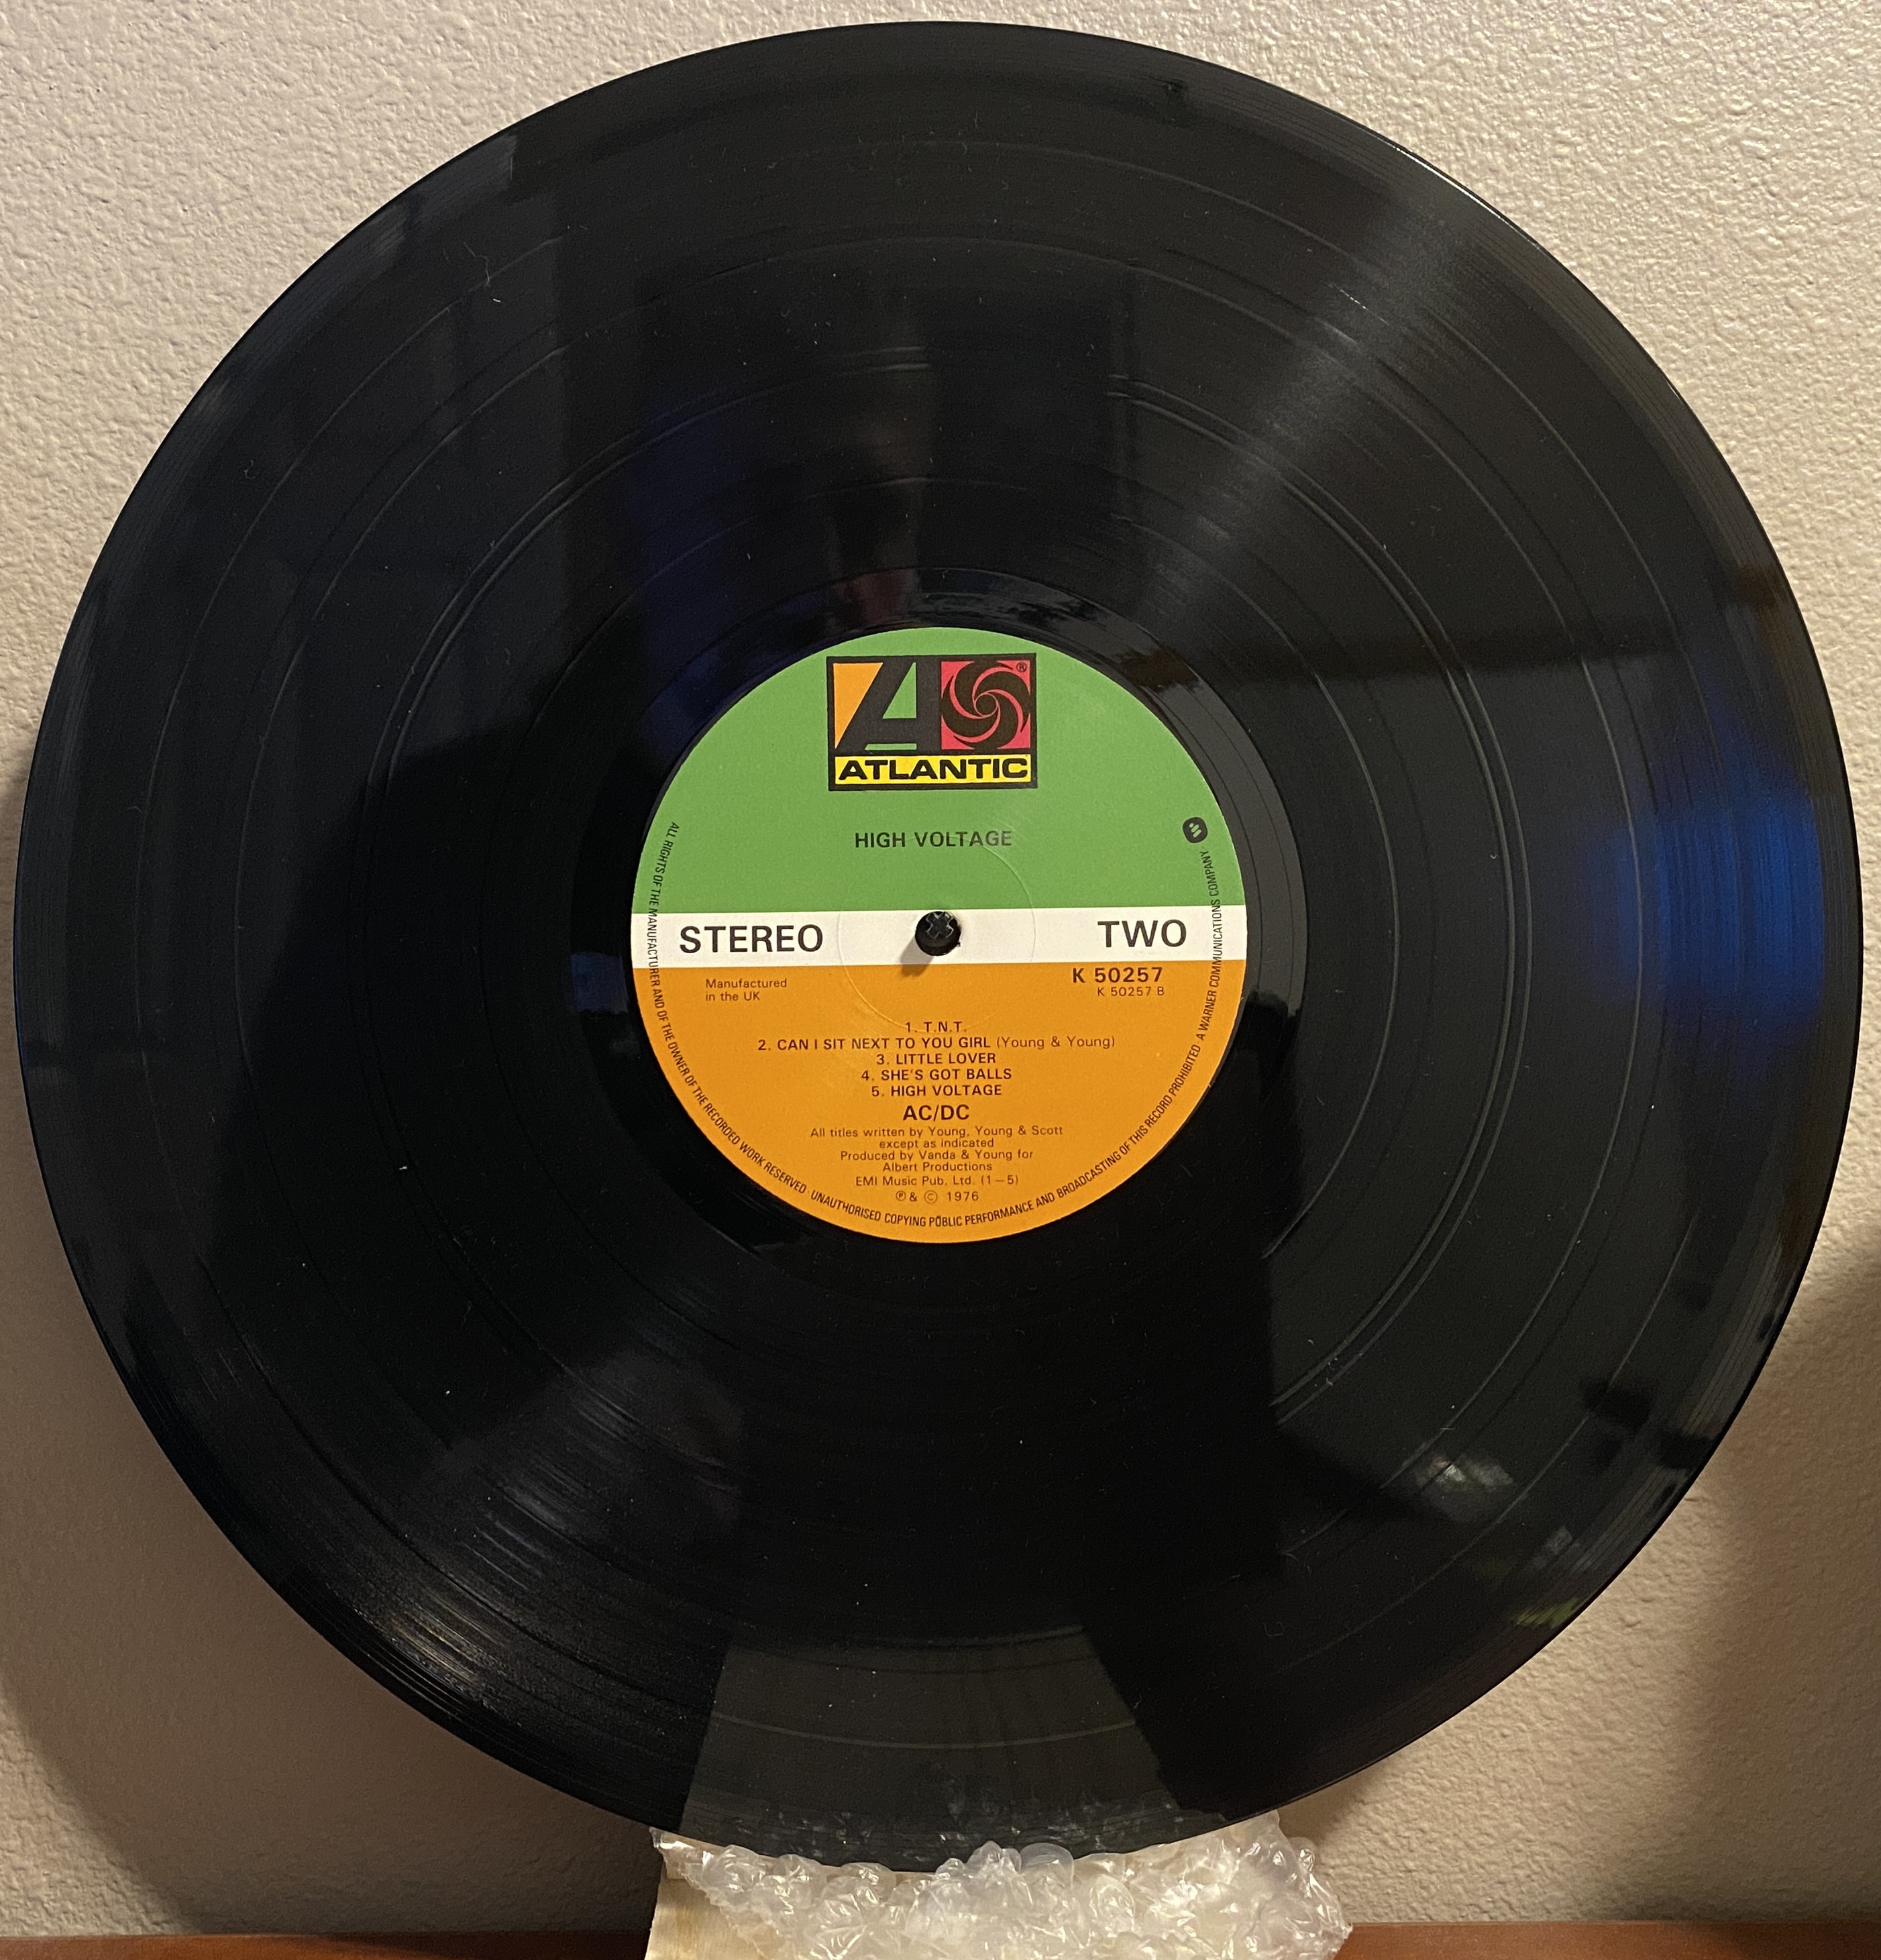 ATLANTIC
®
HIGH VOLTAGE
STEREO
TWO
Manufactured
in the UK
K 50257
K 50257 B
1. T.N.T.
2. CAN I SIT NEXT TO YOU GIRL (Young & Young)
3. LITTLE LOVER
4. SHE'S GOT BALLS
5. HIGH VOLTAGE
AC/DC
All titles written by Young, Young & Scott
except as indicated
Produced by Vanda & Young for
Albert Productions
EMI Music Pub. Ltd. (1—5)
℗ & © 1976
ALL RIGHTS OF THE MANUFACTURER AND OF THE OWNER OF THE RECORDED WORK RESERVED · UNAUTHORISED COPYING PUBLIC PERFORMANCE AND BROADCASTING OF THIS RECORD PROHIBITED · A WARNER COMMUNICATIONS COMPANY